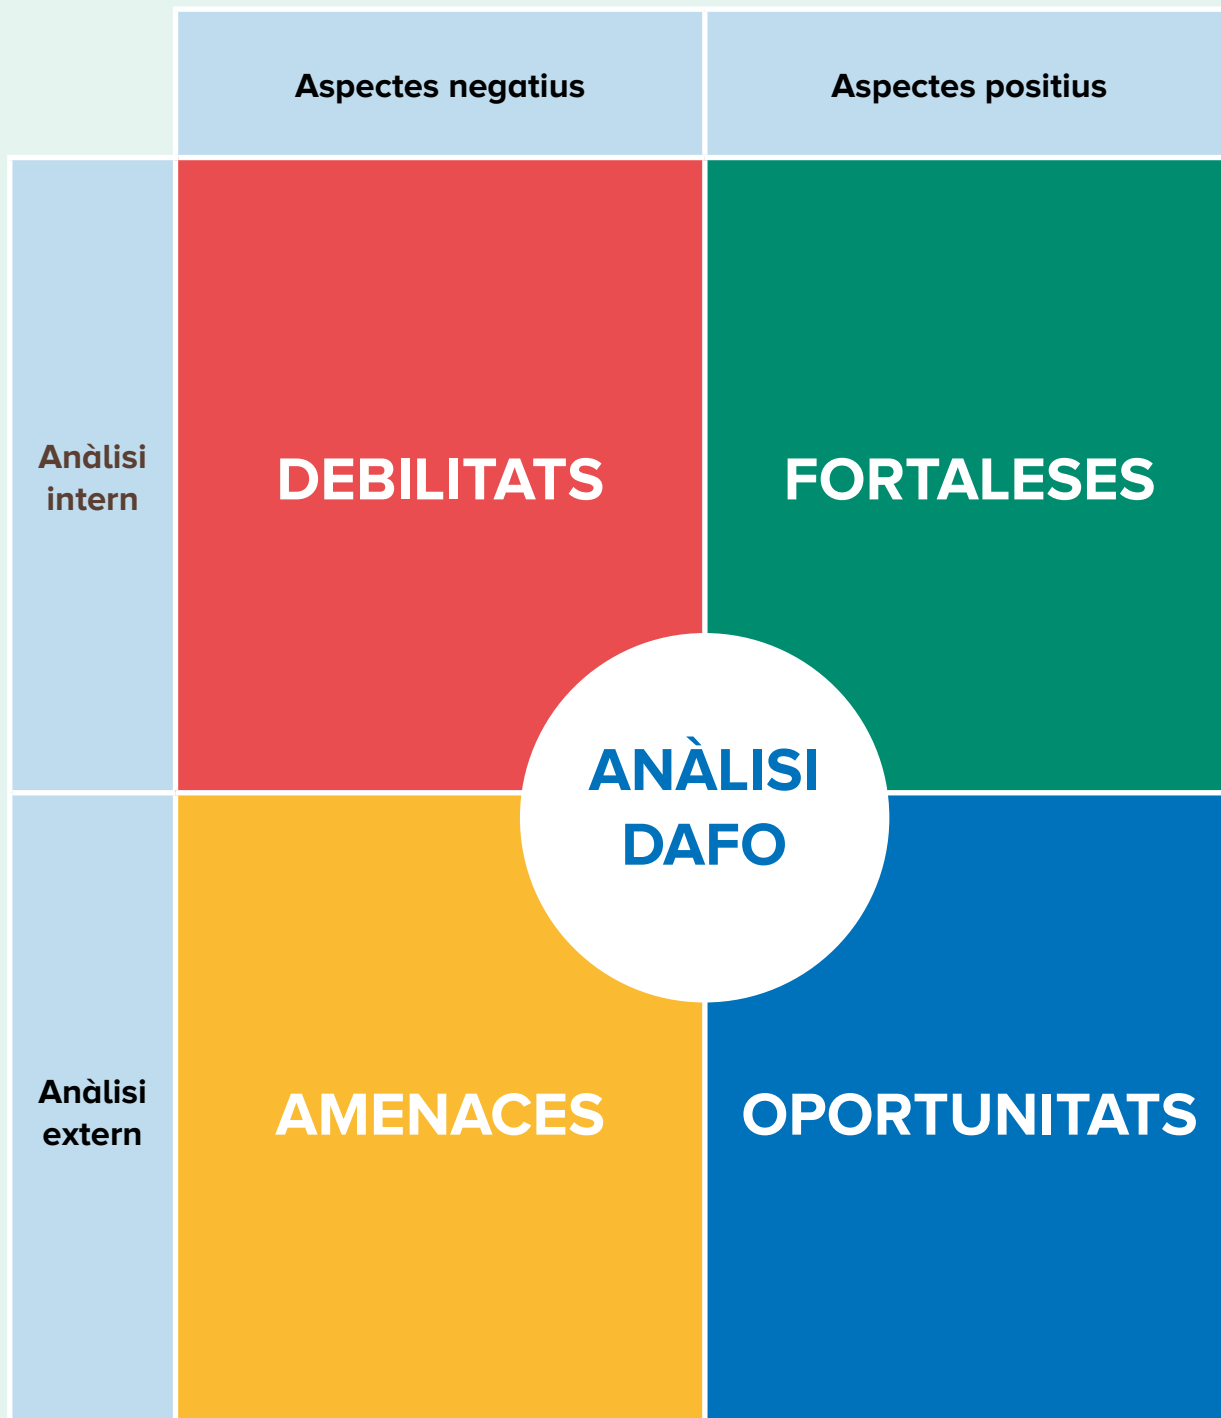 Aspectes negatius
Aspectes positius
Anàlisi
intern
DEBILITATS
FORTALESES
ANÀLISI
DAFO
Anàlisi
extern
AMENACES
OPORTUNITATS